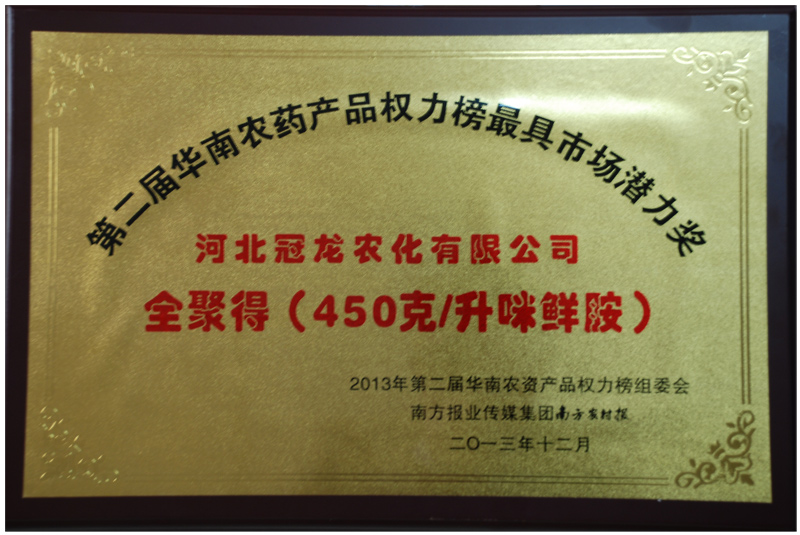 第二届华南农药产品权力榜最具市场潜力奖
河北冠龙农化有限公司
全聚得（450克/升咪鲜胺）
2013年第二届华南农资产品权力榜组委会
南方报业传媒集团南方农村报
二〇一三年十二月